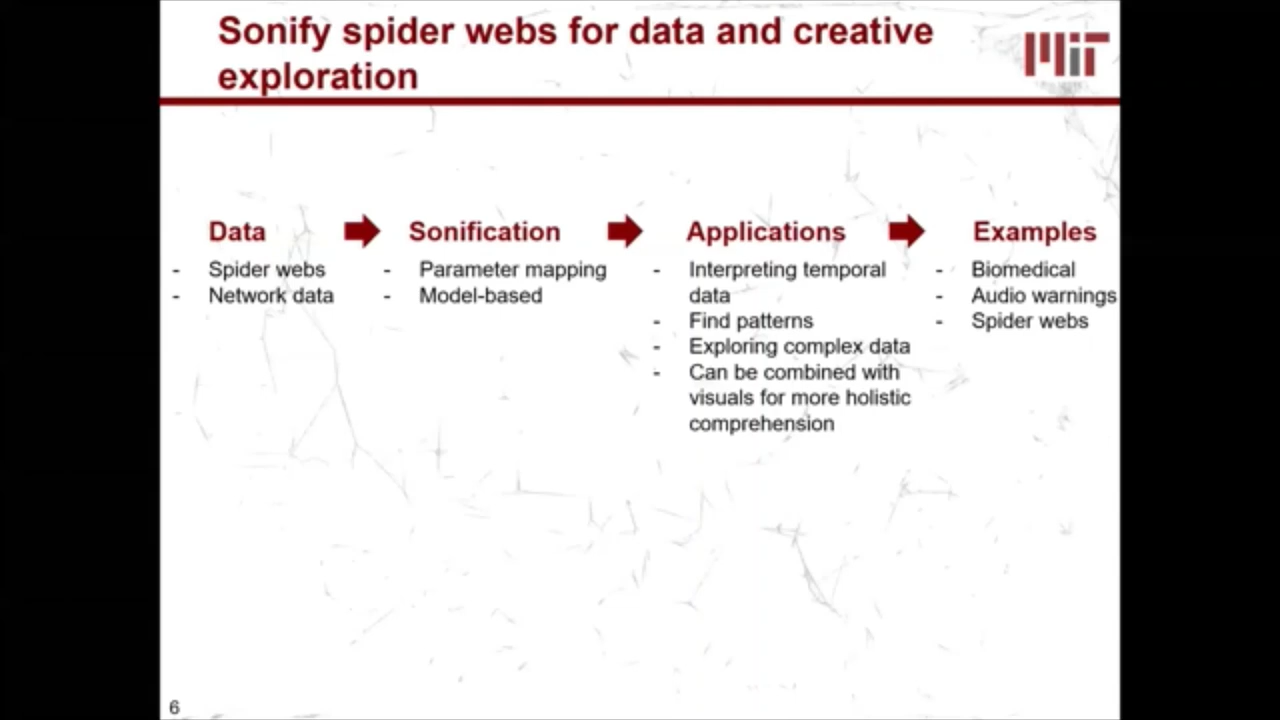 Sonify spider webs for data and creative
exploration
MIT
Data
- Spider webs
- Network data
Sonification
- Parameter mapping
- Model-based
Applications
- Interpreting temporal
data
- Find patterns
- Exploring complex data
- Can be combined with
visuals for more holistic
comprehension
Examples
- Biomedical
- Audio warnings
- Spider webs
6